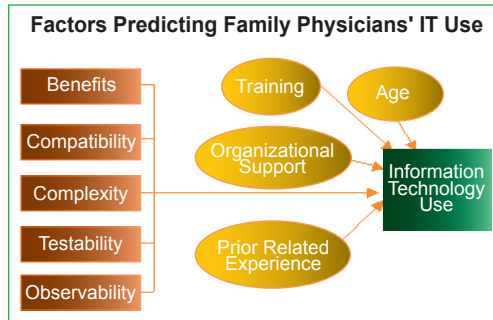 Factors Predicting Family Physicians' IT Use
Benefits
Compatibility
Complexity
Testability
Observability
Training
Age
Organizational
Support
Prior Related
Experience
Information
Technology
Use